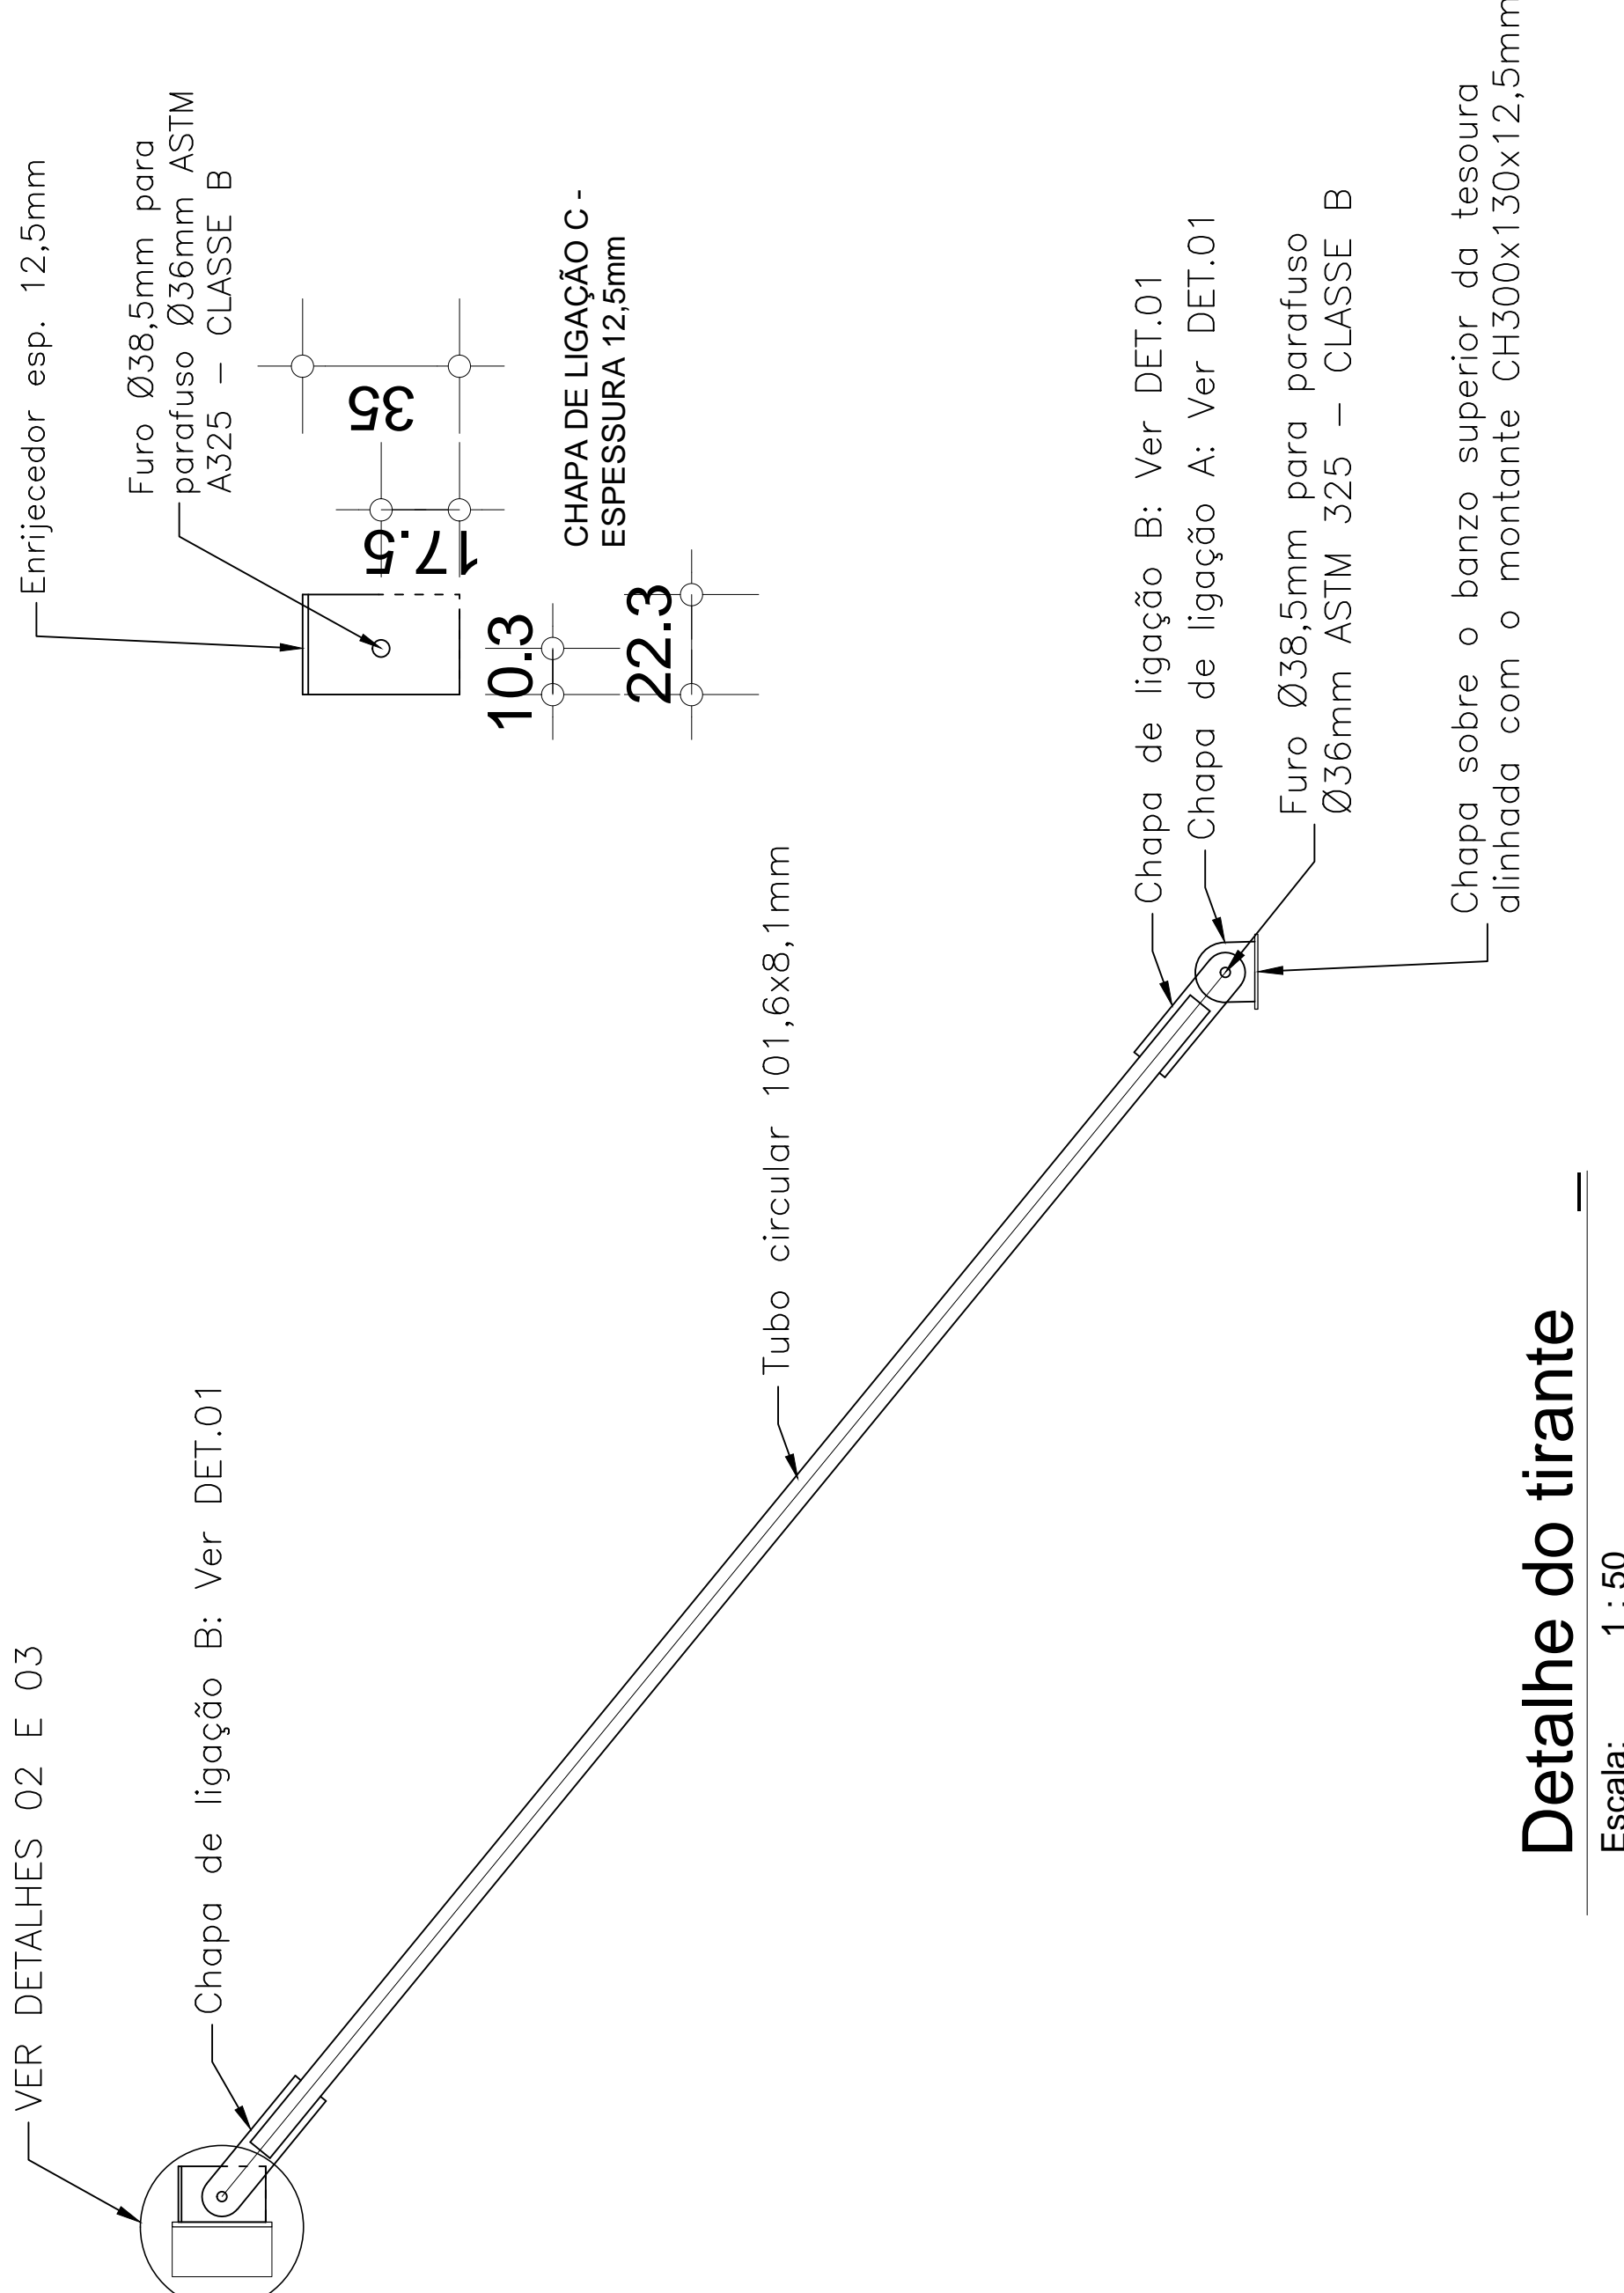 VER DETALHES 02 E 03
Enrijecedor esp. 12,5mm
Furo Ø38,5mm para
parafuso Ø36mm ASTM
A325 - CLASSE B
Chapa de ligação B: Ver DET.01
35
17.5
10.3
22.3
CHAPA DE LIGAÇÃO C -
ESPESSURA 12,5mm
Tubo circular 101,6x8,1mm
Chapa de ligação B: Ver DET.01
Chapa de ligação A: Ver DET.01
Furo Ø38,5mm para parafuso
Ø36mm ASTM 325 - CLASSE B
Chapa sobre o banzo superior da tesoura
alinhada com o montante CH300x130x12,5mm
Detalhe do tirante
Escala: 1 : 50